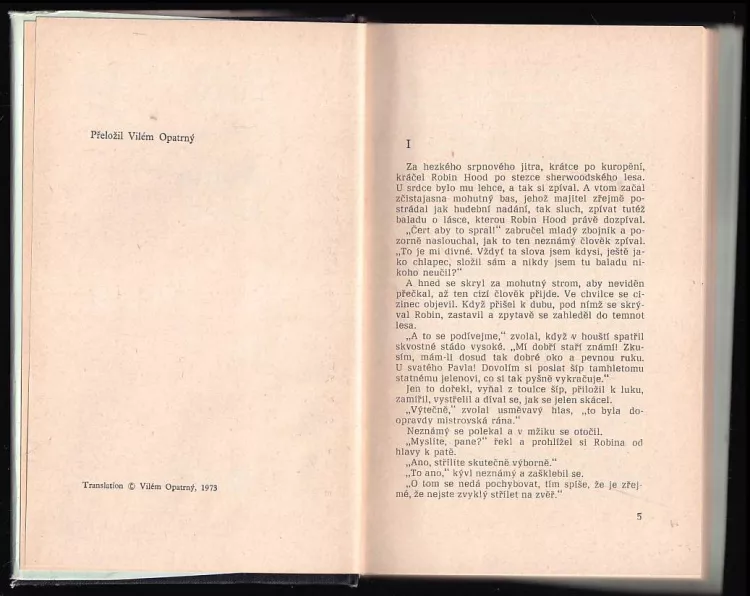 Přeložil Vilém Opatrný
Translation © Vilém Opatrný, 1973
I
Za hezkého srpnového jitra, krátce po kuropění,
kráčel Robin Hood po stezce sherwoodského lesa.
U srdce bylo mu lehce, a tak si zpíval. A vtom začal
zčistajasna mohutný bas, jehož majitel zřejmě po-
strádal jak hudební nadání, tak sluch, zpívat tutéž
baladu o lásce, kterou Robin Hood právě dozpíval.
„Čert aby to spral!“ zabručel mladý zbojník a po-
zorně naslouchal, jak to ten neznámý člověk zpíval.
„To je mi divné. Vždyť ta slova jsem kdysi, ještě ja-
ko chlapec, složil sám a nikdy jsem tu baladu ni-
koho neučil?“
A hned se skryl za mohutný strom, aby neviděn
přečkal, až ten cizí člověk přijde. Ve chvilce se ci-
zinec objevil. Když přišel k dubu, pod nímž se skrý-
val Robin, zastavil a zpytavě se zahleděl do temnot
lesa.
„A to se podívejme,“ zvolal, když v houští spatřil
skvostné stádo vysoké. „Mí dobří staří známí! Zku-
sím, mám-li dosud tak dobré oko a pevnou ruku.
U svatého Pavla! Dovolím si poslat šíp tamhletomu
statnému jelenovi, co si tak pyšně vykračuje.“
Jen to dořekl, vyňal z toulce šíp, přiložil k luku,
zamířil, vystřelil a díval se, jak se jelen skácel.
„Výtečně,“ zvolal usměvavý hlas, „to byla do-
opravdy mistrovská rána.“
Neznámý se polekal a v mžiku se otočil.
„Myslíte, pane?“ řekl a prohlížel si Robina od
hlavy k patě.
„Ano, střílíte skutečně výborně.“
„To ano,“ kývl neznámý a zašklebil se.
„O tom se nedá pochybovat, tím spíše, že je zřej-
mé, že nejste zvyklý střílet na zvěř.“
5